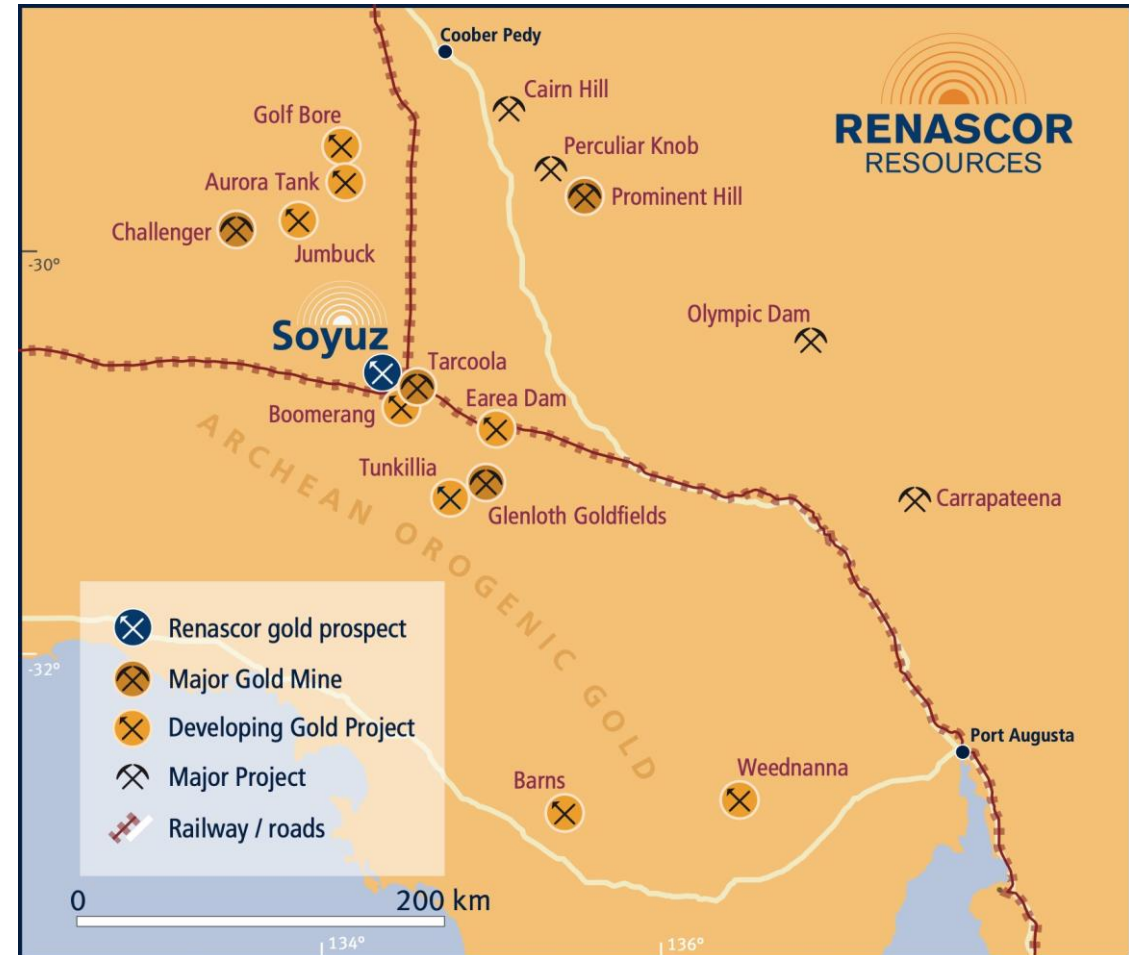 Coober Pedy
Cairn Hill
RENASCOR
RESOURCES
Golf Bore
Perculiar Knob
Aurora Tank
Prominent Hill
Challenger
Jumbuck
-30°
Olympic Dam
Soyuz
Tarcoola
Boomerang
Earea Dam
ARCHEAN OROGENIC GOLD
Tunkillia
Glenloth Goldfields
Carrapateena
Renascor gold prospect
-32°
Major Gold Mine
Developing Gold Project
Port Augusta
Major Project
Barns
Weednanna
Railway / roads
0
200 km
134°
136°